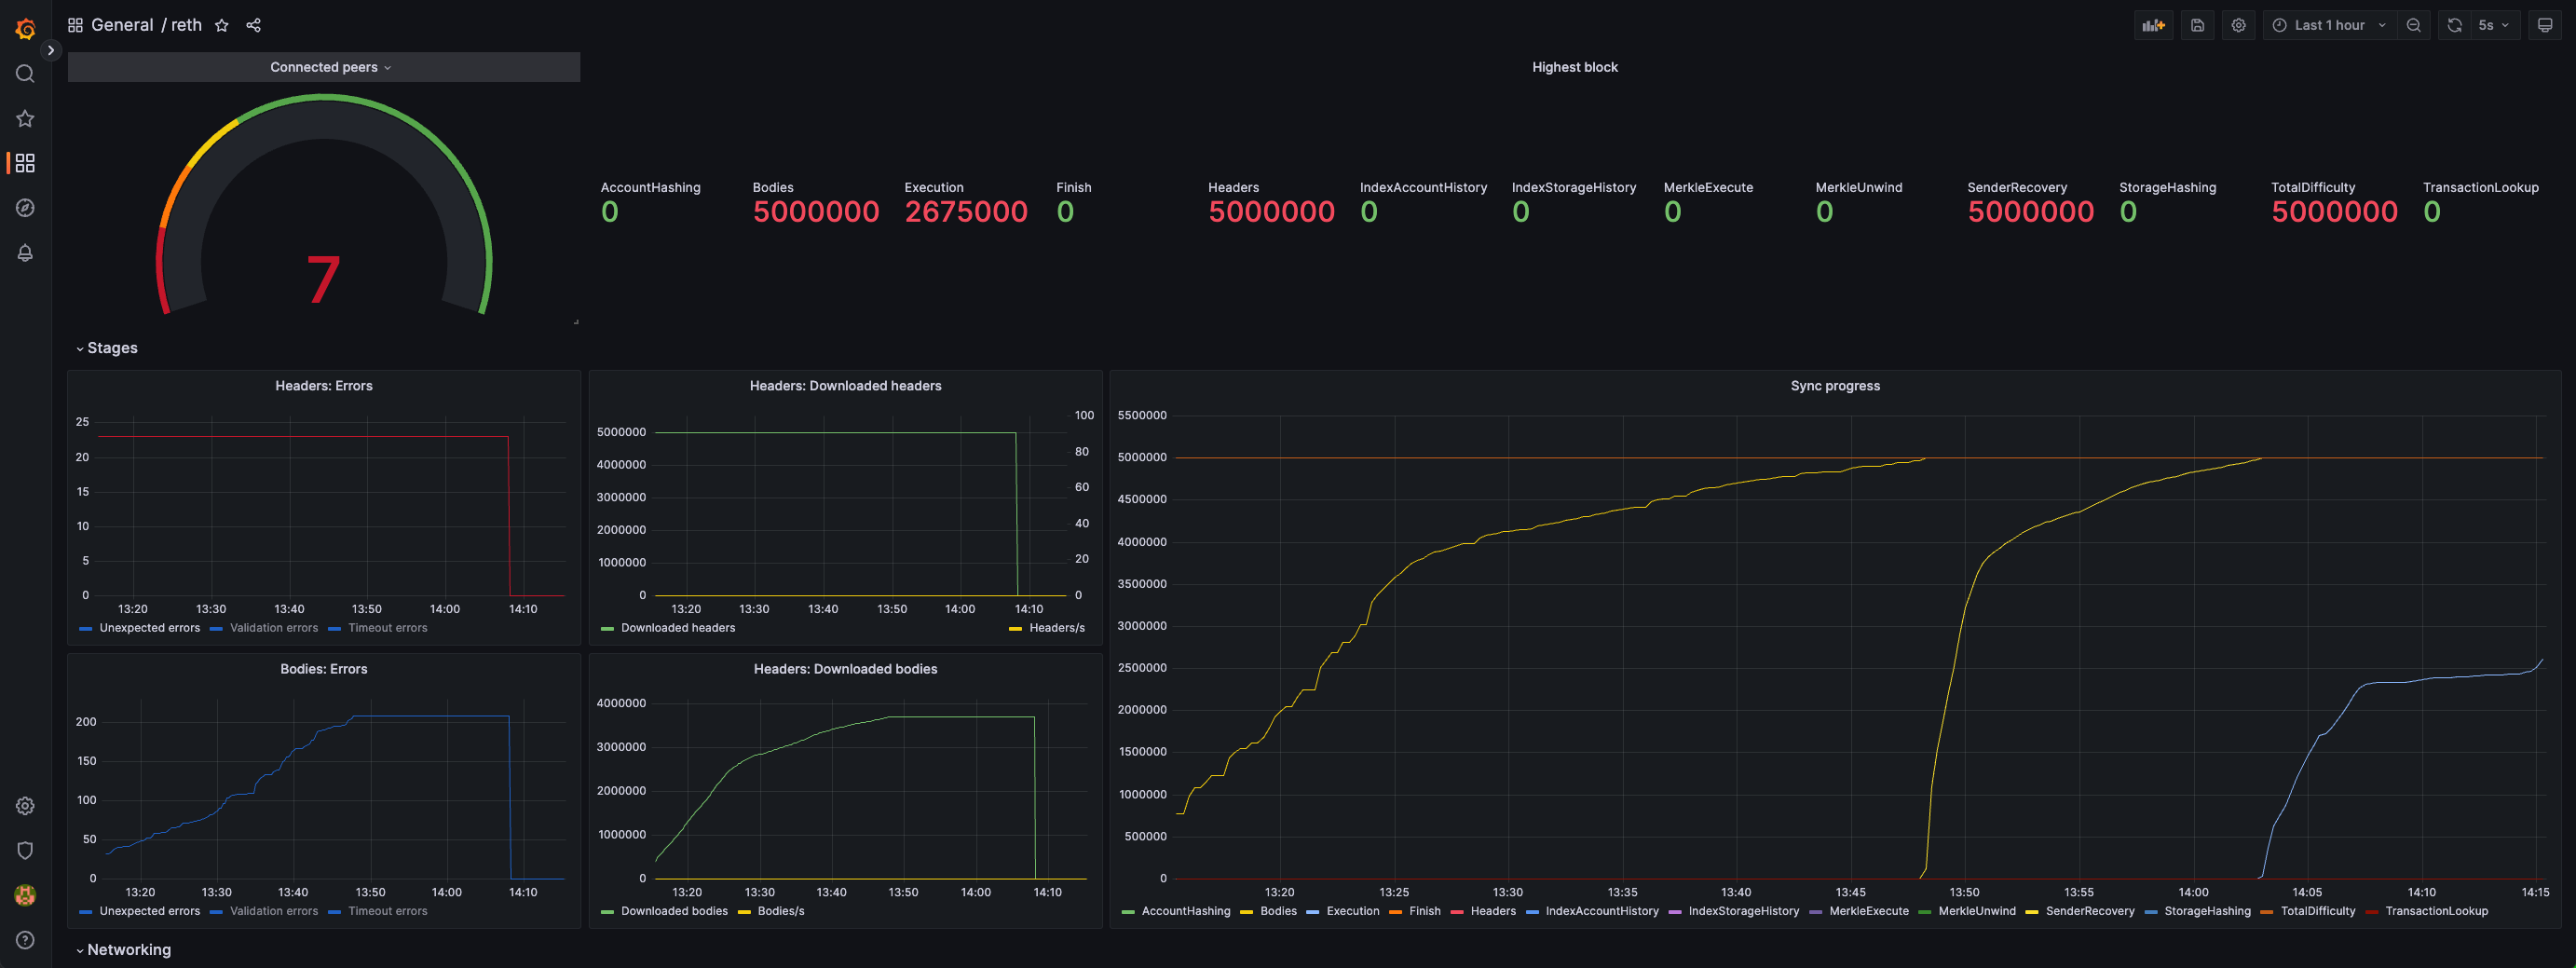 General / reth
Last 1 hour
5s
Connected peers
7
Highest block
AccountHashing
0
Bodies
5000000
Execution
2675000
Finish
0
Headers
5000000
IndexAccountHistory
0
IndexStorageHistory
0
MerkleExecute
0
MerkleUnwind
0
SenderRecovery
5000000
StorageHashing
0
TotalDifficulty
5000000
TransactionLookup
0
Stages
Headers: Errors
25
20
15
10
5
0
13:20 13:30 13:40 13:50 14:00 14:10
Unexpected errors Validation errors Timeout errors
Headers: Downloaded headers
5000000
4000000
3000000
2000000
1000000
0
100
80
60
40
20
0
13:20 13:30 13:40 13:50 14:00 14:10
Downloaded headers Headers/s
Sync progress
5500000
5000000
4500000
4000000
3500000
3000000
2500000
2000000
1500000
1000000
500000
0
13:20 13:25 13:30 13:35 13:40 13:45 13:50 13:55 14:00 14:05 14:10 14:15
AccountHashing Bodies Execution Finish Headers IndexAccountHistory IndexStorageHistory MerkleExecute MerkleUnwind SenderRecovery StorageHashing TotalDifficulty TransactionLookup
Bodies: Errors
200
150
100
50
0
13:20 13:30 13:40 13:50 14:00 14:10
Unexpected errors Validation errors Timeout errors
Headers: Downloaded bodies
4000000
3000000
2000000
1000000
0
13:20 13:30 13:40 13:50 14:00 14:10
Downloaded bodies Bodies/s
Networking